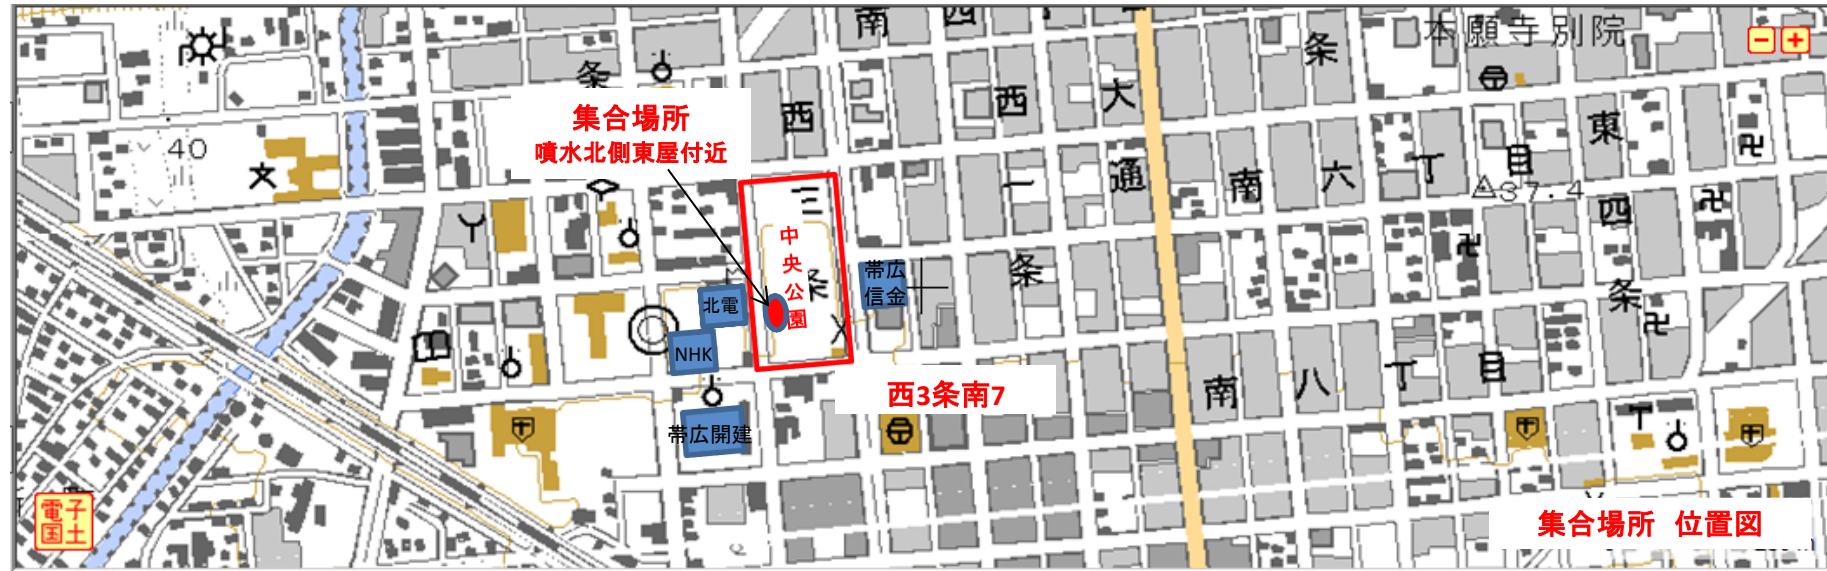 南
西
条
本願寺別院
条
西
西
大
集合場所
噴水北側東屋付近
40
三
一
通
南
六
丁
目
東
37.4
四
中央公園
条
帯広
信金
条
条
北電
NHK
西3条南7
南
八
丁
目
帯広開建
電子
国土
集合場所 位置図